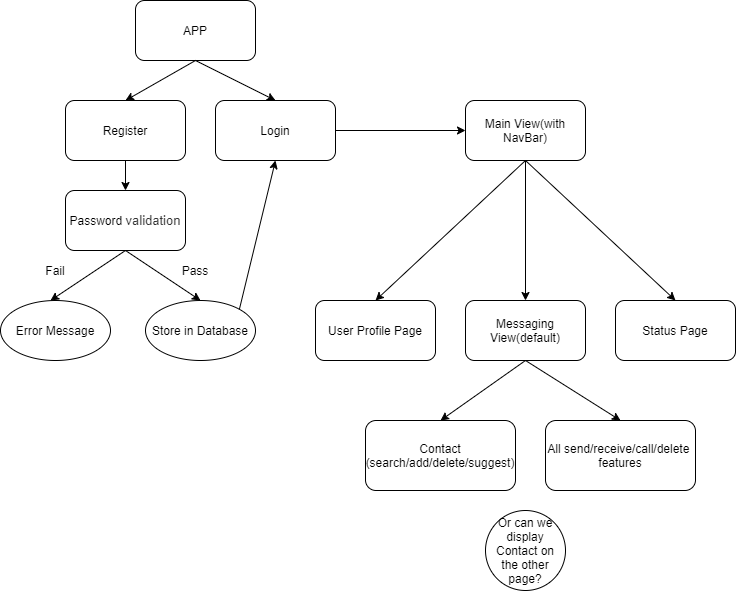 APP
Register
Login
Main View(with
NavBar)
Password validation
Fail
Pass
Error Message
Store in Database
User Profile Page
Messaging
View(default)
Status Page
Contact
(search/add/delete/suggest)
All send/receive/call/delete
features
Or can we
display
Contact on
the other
page?